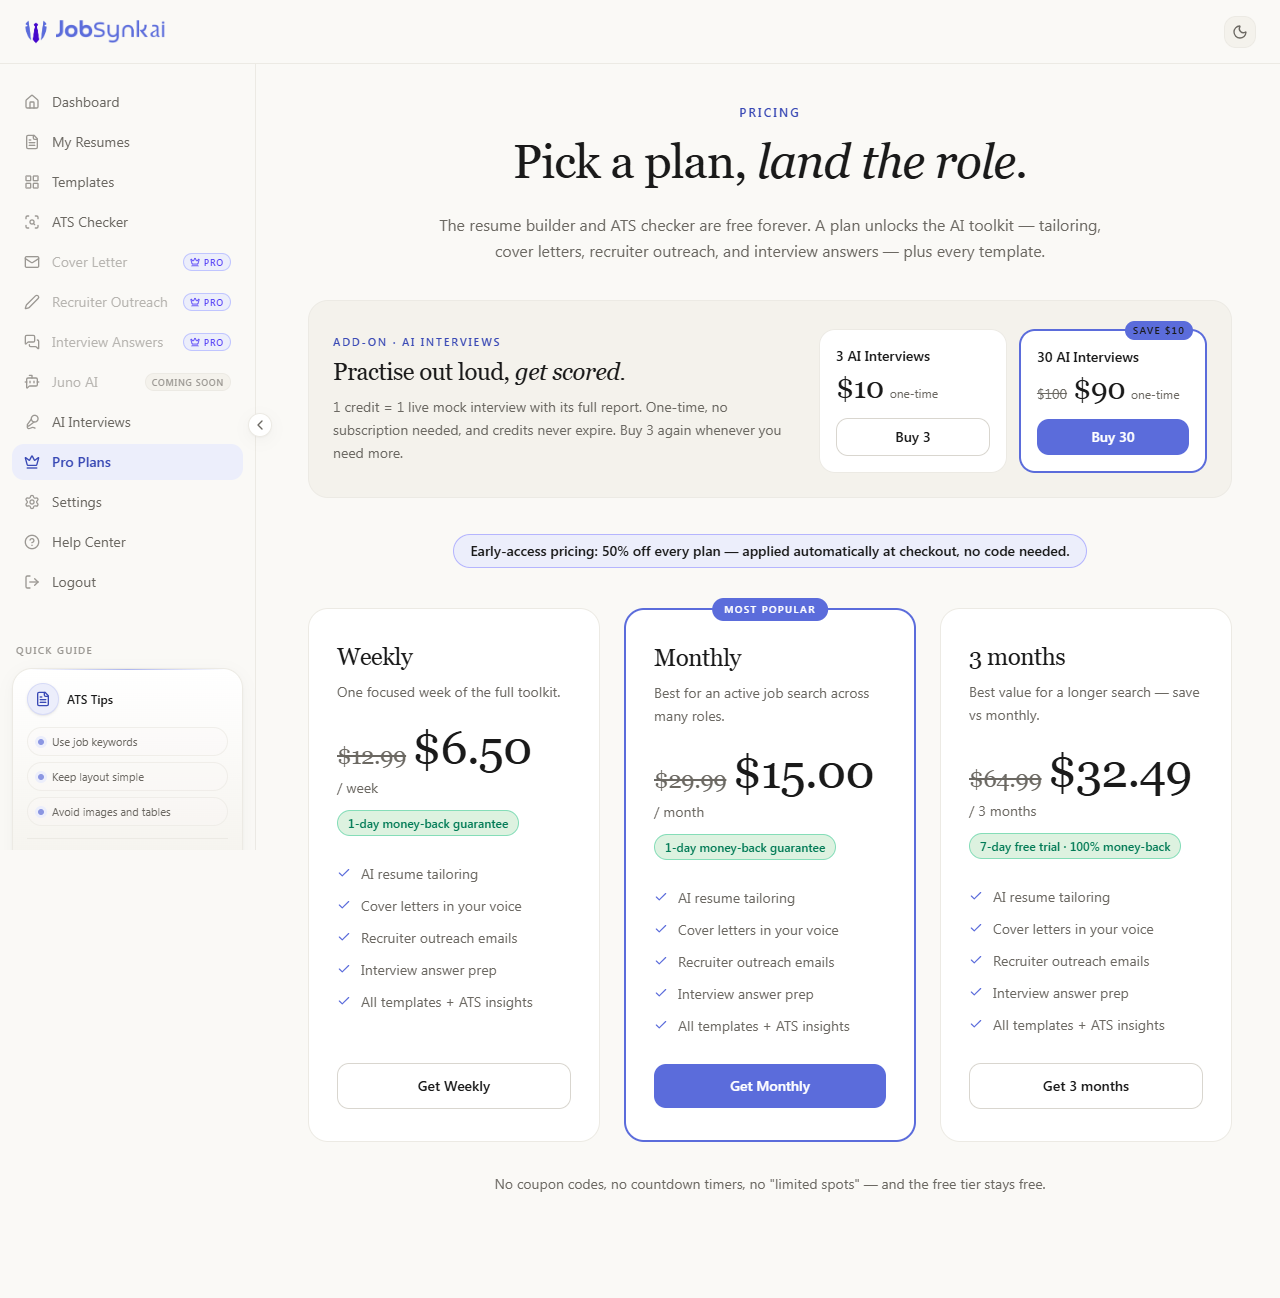 JobSynkai
Dashboard
My Resumes
Templates
ATS Checker
Cover Letter PRO
Recruiter Outreach PRO
Interview Answers PRO
Juno AI COMING SOON
AI Interviews
Pro Plans
Settings
Help Center
Logout
QUICK GUIDE
ATS Tips
Use job keywords
Keep layout simple
Avoid images and tables
PRICING
Pick a plan, land the role.
The resume builder and ATS checker are free forever. A plan unlocks the AI toolkit — tailoring,
cover letters, recruiter outreach, and interview answers — plus every template.
ADD-ON · AI INTERVIEWS
Practise out loud, get scored.
1 credit = 1 live mock interview with its full report. One-time, no
subscription needed, and credits never expire. Buy 3 again whenever you
need more.
3 AI Interviews
$10 one-time
Buy 3
SAVE $10
30 AI Interviews
$100 $90 one-time
Buy 30
Early-access pricing: 50% off every plan — applied automatically at checkout, no code needed.
Weekly
One focused week of the full toolkit.
$12.99 $6.50
/ week
1-day money-back guarantee
AI resume tailoring
Cover letters in your voice
Recruiter outreach emails
Interview answer prep
All templates + ATS insights
Get Weekly
MOST POPULAR
Monthly
Best for an active job search across
many roles.
$29.99 $15.00
/ month
1-day money-back guarantee
AI resume tailoring
Cover letters in your voice
Recruiter outreach emails
Interview answer prep
All templates + ATS insights
Get Monthly
3 months
Best value for a longer search — save
vs monthly.
$64.99 $32.49
/ 3 months
7-day free trial · 100% money-back
AI resume tailoring
Cover letters in your voice
Recruiter outreach emails
Interview answer prep
All templates + ATS insights
Get 3 months
No coupon codes, no countdown timers, no "limited spots" — and the free tier stays free.